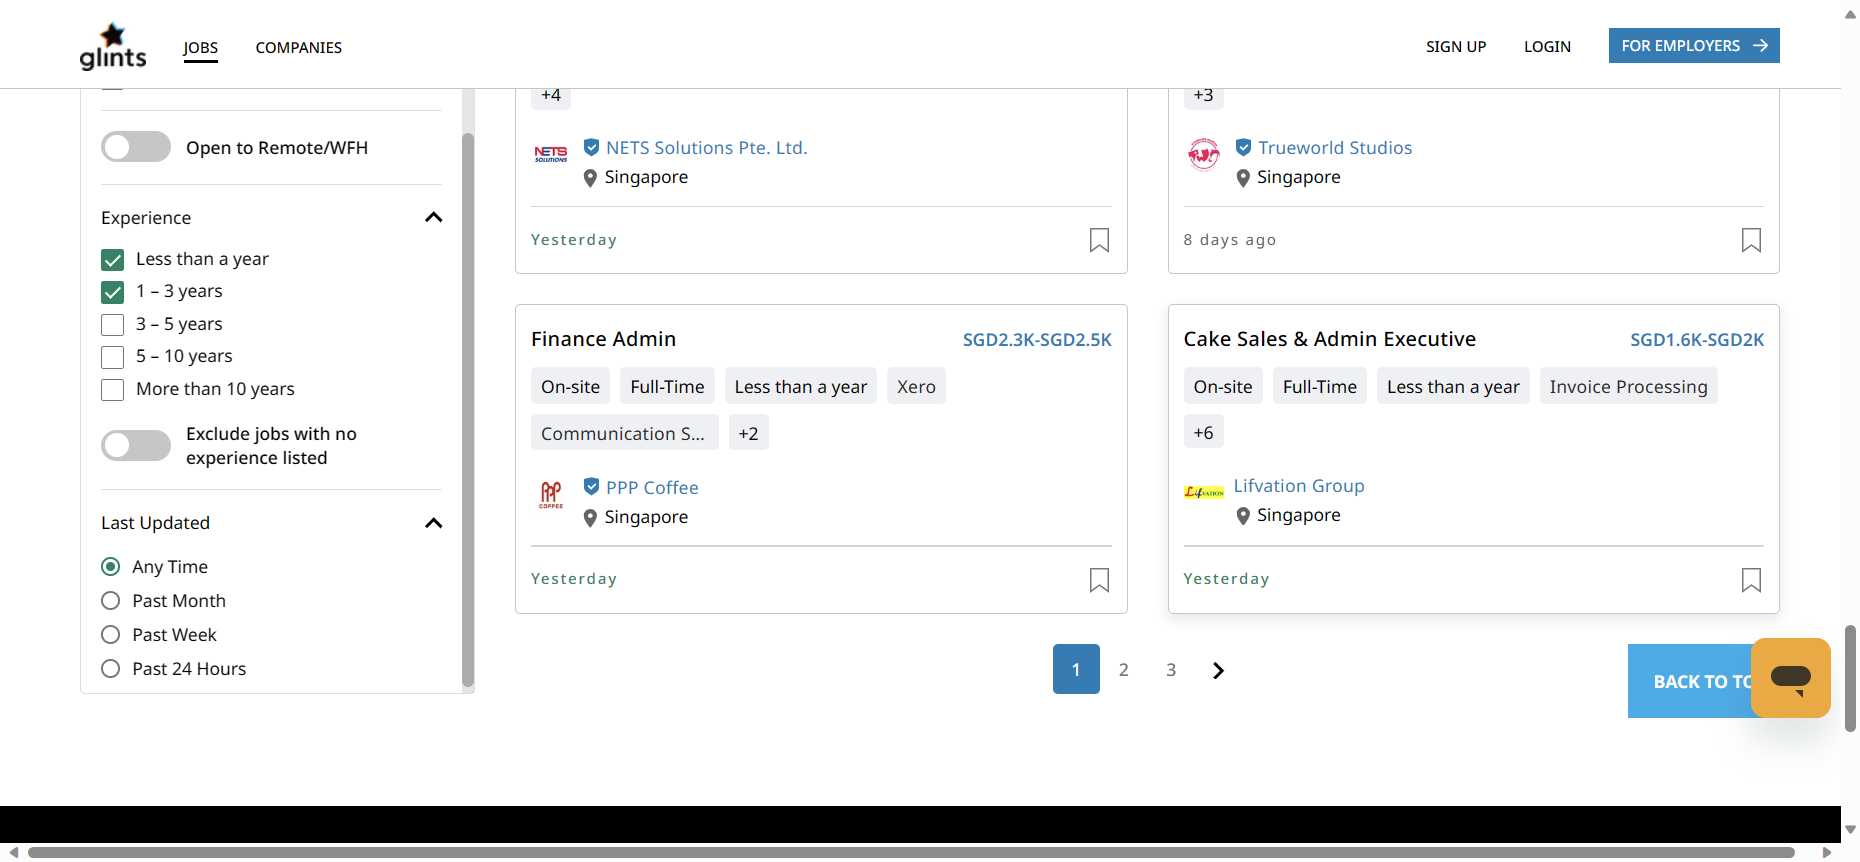 glints
JOBS
COMPANIES
SIGN UP
LOGIN
FOR EMPLOYERS
Open to Remote/WFH
Experience
Less than a year
1 – 3 years
3 – 5 years
5 – 10 years
More than 10 years
Exclude jobs with no
experience listed
Last Updated
Any Time
Past Month
Past Week
Past 24 Hours
+4
NETS
SOLUTIONS
NETS Solutions Pte. Ltd.
Singapore
Yesterday
+3
Trueworld Studios
Singapore
8 days ago
Finance Admin
SGD2.3K-SGD2.5K
On-site
Full-Time
Less than a year
Xero
Communication S...
+2
PPP
COFFEE
PPP Coffee
Singapore
Yesterday
Cake Sales & Admin Executive
SGD1.6K-SGD2K
On-site
Full-Time
Less than a year
Invoice Processing
+6
Lifvation
Lifvation Group
Singapore
Yesterday
1
2
3
BACK TO TO